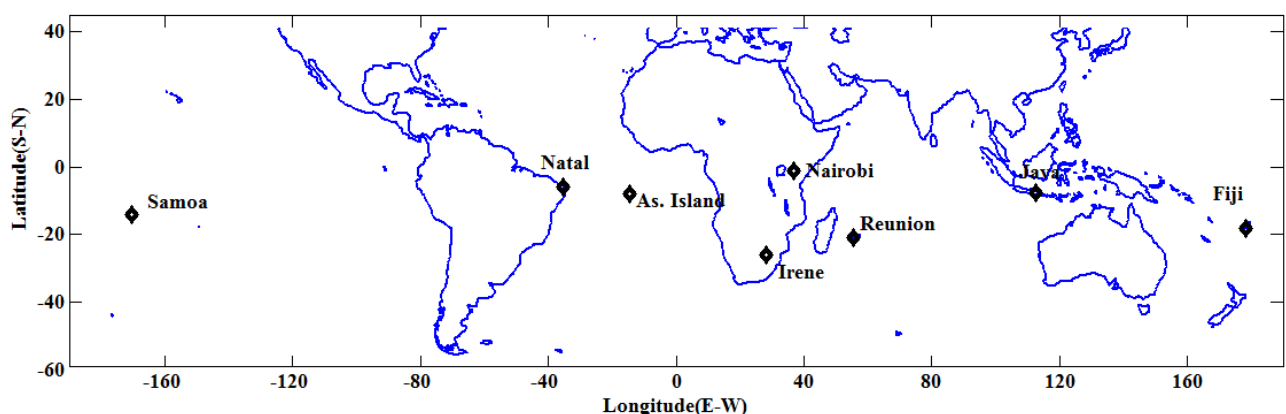 40
20
0
-20
-40
-60
Latitude(S-N)
Samoa
Natal
As. Island
Nairobi
Irene
Reunion
Java
Fiji
-160
-120
-80
-40
0
40
80
120
160
Longitude(E-W)